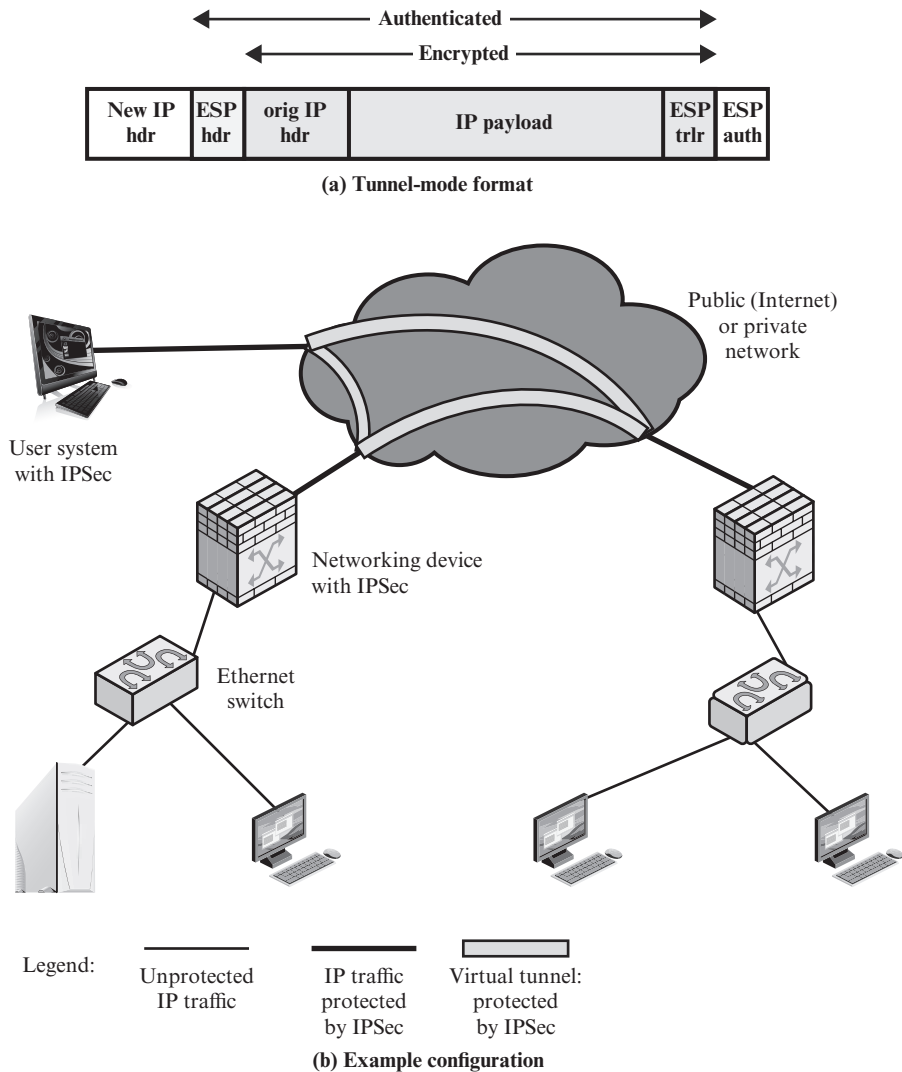 Authenticated
Encrypted
New IP
hdr
ESP
hdr
orig IP
hdr
IP payload
ESP
trlr
ESP
auth
(a) Tunnel-mode format
Public (Internet)
or private
network
User system
with IPSec
Networking device
with IPSec
Ethernet
switch
Legend:
Unprotected
IP traffic
IP traffic
protected
by IPSec
Virtual tunnel:
protected
by IPSec
(b) Example configuration